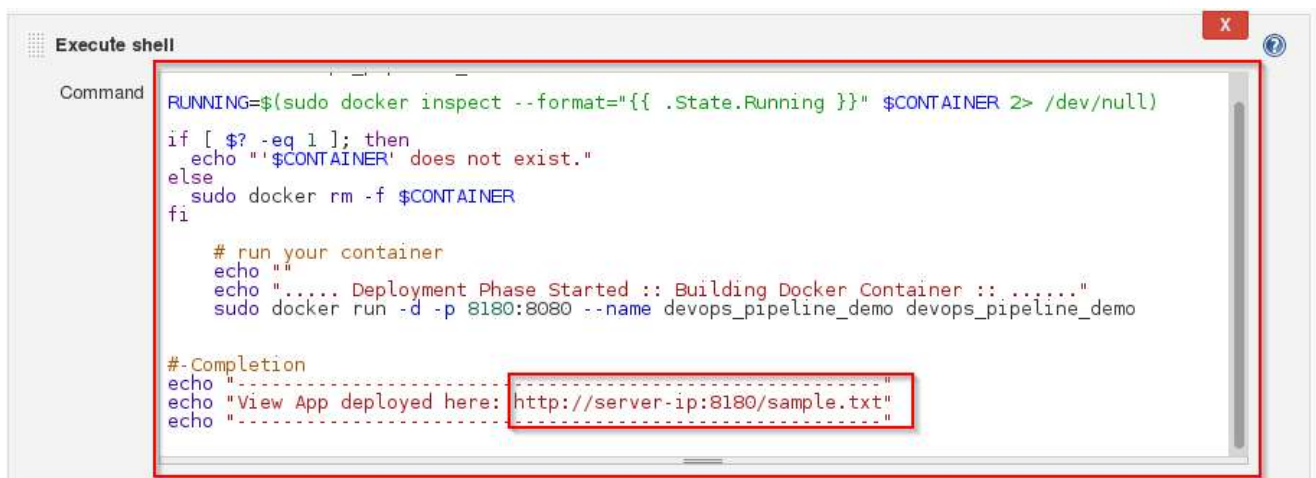 X
Execute shell
Command
RUNNING=$(sudo docker inspect --format="{{ .State.Running }}" $CONTAINER 2> /dev/null)
if [ $? -eq 1 ]; then
  echo "'$CONTAINER' does not exist."
else
  sudo docker rm -f $CONTAINER
fi
    # run your container
    echo ""
    echo "..... Deployment Phase Started :: Building Docker Container :: ......"
    sudo docker run -d -p 8180:8080 --name devops_pipeline_demo devops_pipeline_demo
#-Completion
echo "--------------------------------------------------------"
echo "View App deployed here: http://server-ip:8180/sample.txt"
echo "--------------------------------------------------------"